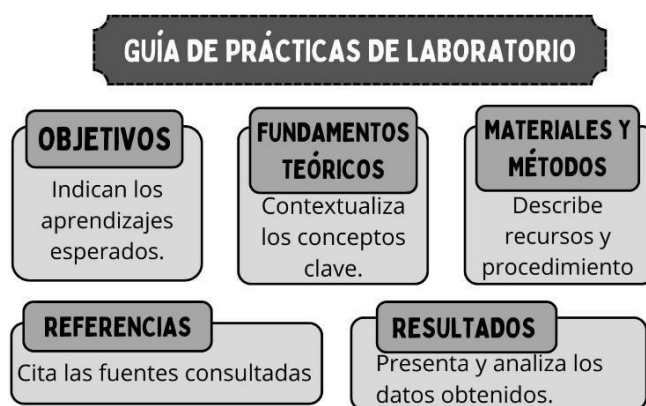 GUÍA DE PRÁCTICAS DE LABORATORIO
OBJETIVOS
Indican los
aprendizajes
esperados.
FUNDAMENTOS
TEÓRICOS
Contextualiza
los conceptos
clave.
MATERIALES Y
MÉTODOS
Describe
recursos y
procedimiento
REFERENCIAS
Cita las fuentes consultadas
RESULTADOS
Presenta y analiza los
datos obtenidos.